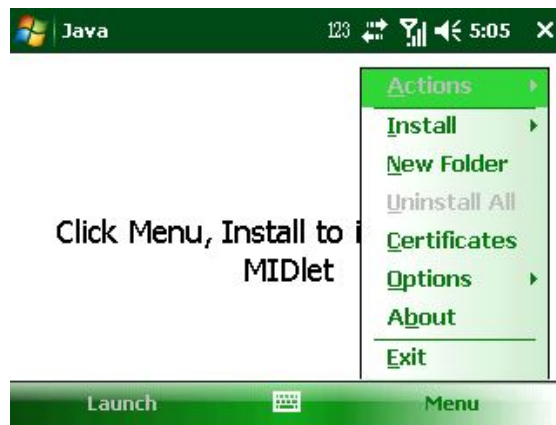 Java 123 5:05
Actions
Install
New Folder
Uninstall All
Click Menu, Install to i
Certificates
MIDlet
Options
About
Exit
Launch Menu